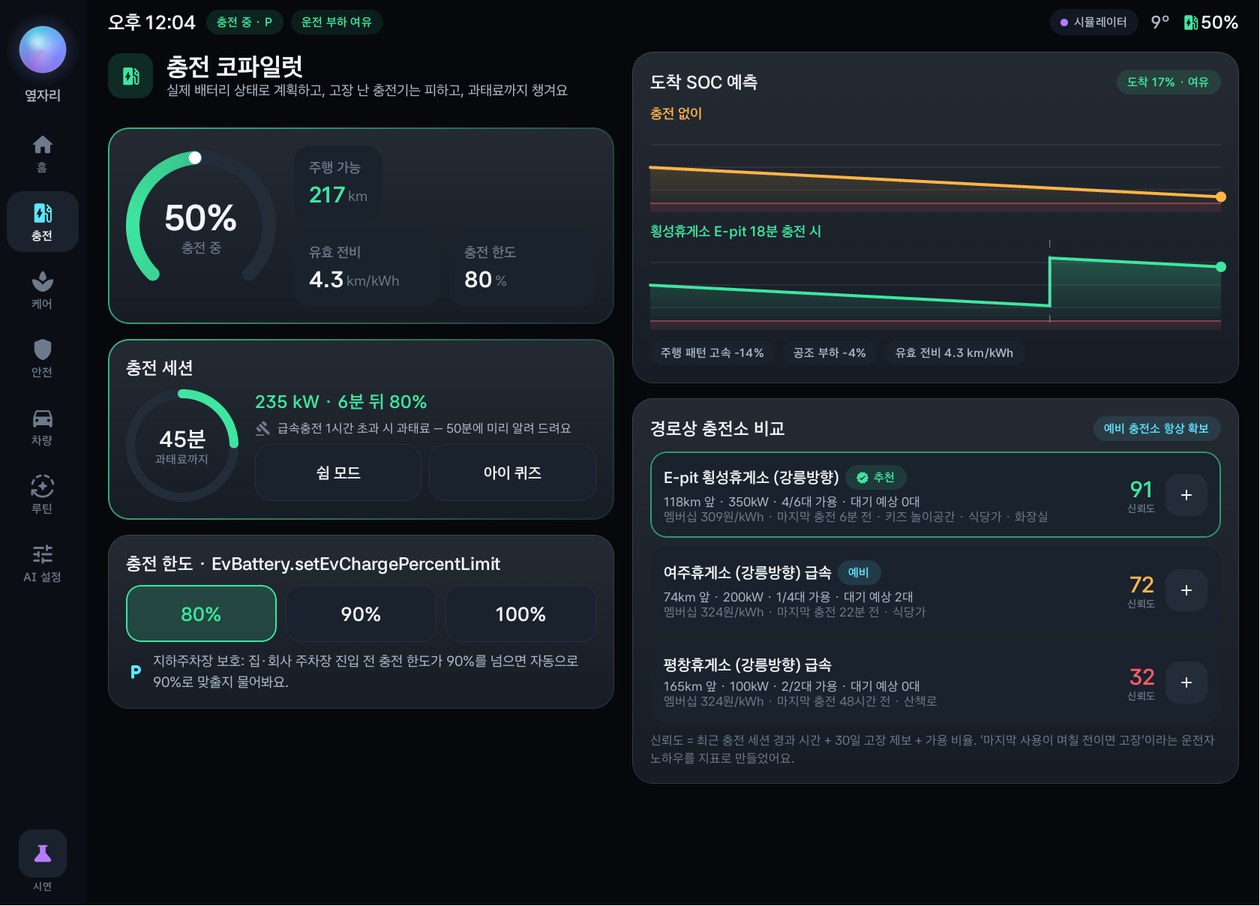 오후 12:04
충전 중 · P
운전 부하 여유
시뮬레이터
9°
50%
옆자리
홈
충전
케어
안전
차량
루틴
AI 설정
시연
충전 코파일럿
실제 배터리 상태로 계획하고, 고장 난 충전기는 피하고, 과태료까지 챙겨요
50%
충전 중
주행 가능
217 km
유효 전비
4.3 km/kWh
충전 한도
80 %
충전 세션
45분
과태료까지
235 kW · 6분 뒤 80%
급속충전 1시간 초과 시 과태료 — 50분에 미리 알려 드려요
쉼 모드
아이 퀴즈
충전 한도 · EvBattery.setEvChargePercentLimit
80%
90%
100%
P
지하주차장 보호: 집·회사 주차장 진입 전 충전 한도가 90%를 넘으면 자동으로
90%로 맞출지 물어봐요.
도착 SOC 예측
도착 17% · 여유
충전 없이
횡성휴게소 E-pit 18분 충전 시
주행 패턴 고속 -14%
공조 부하 -4%
유효 전비 4.3 km/kWh
경로상 충전소 비교
예비 충전소 항상 확보
E-pit 횡성휴게소 (강릉방향)
추천
118km 앞 · 350kW · 4/6대 가용 · 대기 예상 0대
멤버십 309원/kWh · 마지막 충전 6분 전 · 키즈 놀이공간 · 식당가 · 화장실
91
신뢰도
+
여주휴게소 (강릉방향) 급속
예비
74km 앞 · 200kW · 1/4대 가용 · 대기 예상 2대
멤버십 324원/kWh · 마지막 충전 22분 전 · 식당가
72
신뢰도
+
평창휴게소 (강릉방향) 급속
165km 앞 · 100kW · 2/2대 가용 · 대기 예상 0대
멤버십 324원/kWh · 마지막 충전 48시간 전 · 산책로
32
신뢰도
+
신뢰도 = 최근 충전 세션 경과 시간 + 30일 고장 제보 + 가용 비율. '마지막 사용이 며칠 전이면 고장'이라는 운전자
노하우를 지표로 만들었어요.